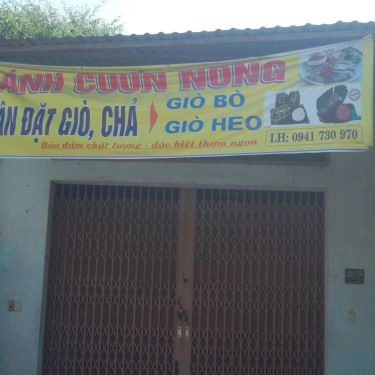 ÁNH CUỐN NÓNG
ẬN ĐẶT GIÒ, CHẢ
GIÒ BÒ
GIÒ HEO
Bảo đảm chất lượng - đặc biệt thơm ngon
LH: 0941 730 970